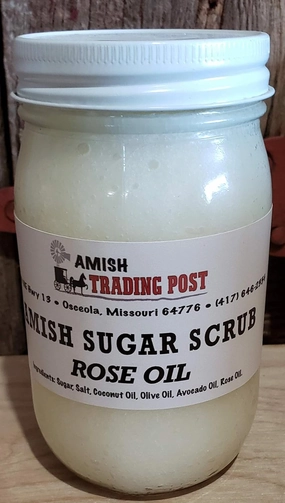 AMISH
TRADING POST
Hwy 13 • Osceola, Missouri 64776 • (417) 646-
AMISH SUGAR SCRUB
ROSE OIL
Ingredients: Sugar, Salt, Coconut Oil, Olive Oil, Avocado Oil, Rose Oil.